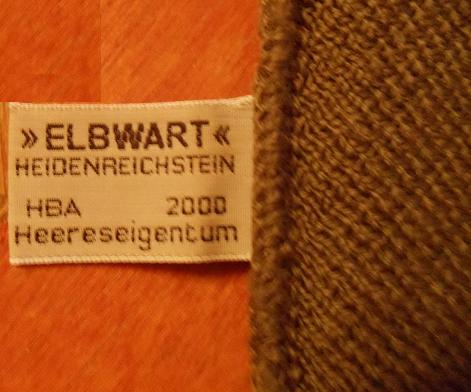 »ELBWART«
HEIDENREICHSTEIN
HBA 2000
Heereseigentum